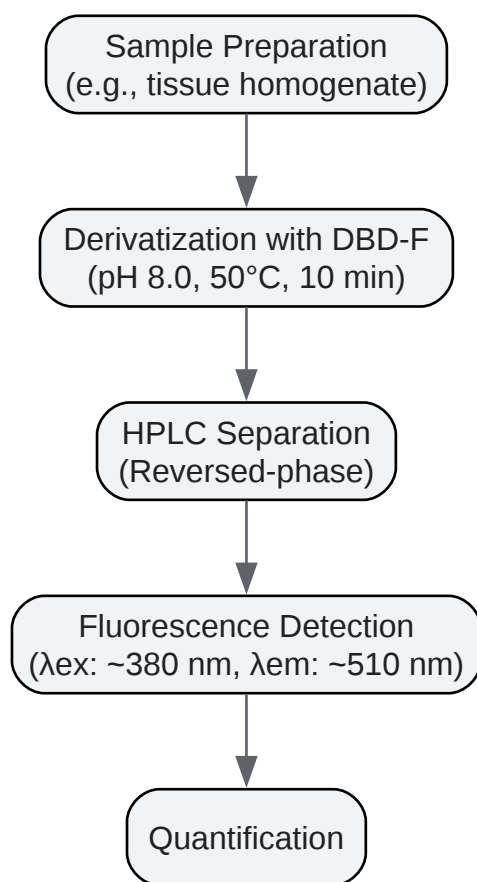 Sample Preparation
(e.g., tissue homogenate)
Derivatization with DBD-F
(pH 8.0, 50°C, 10 min)
HPLC Separation
(Reversed-phase)
Fluorescence Detection
(λex: ~380 nm, λem: ~510 nm)
Quantification